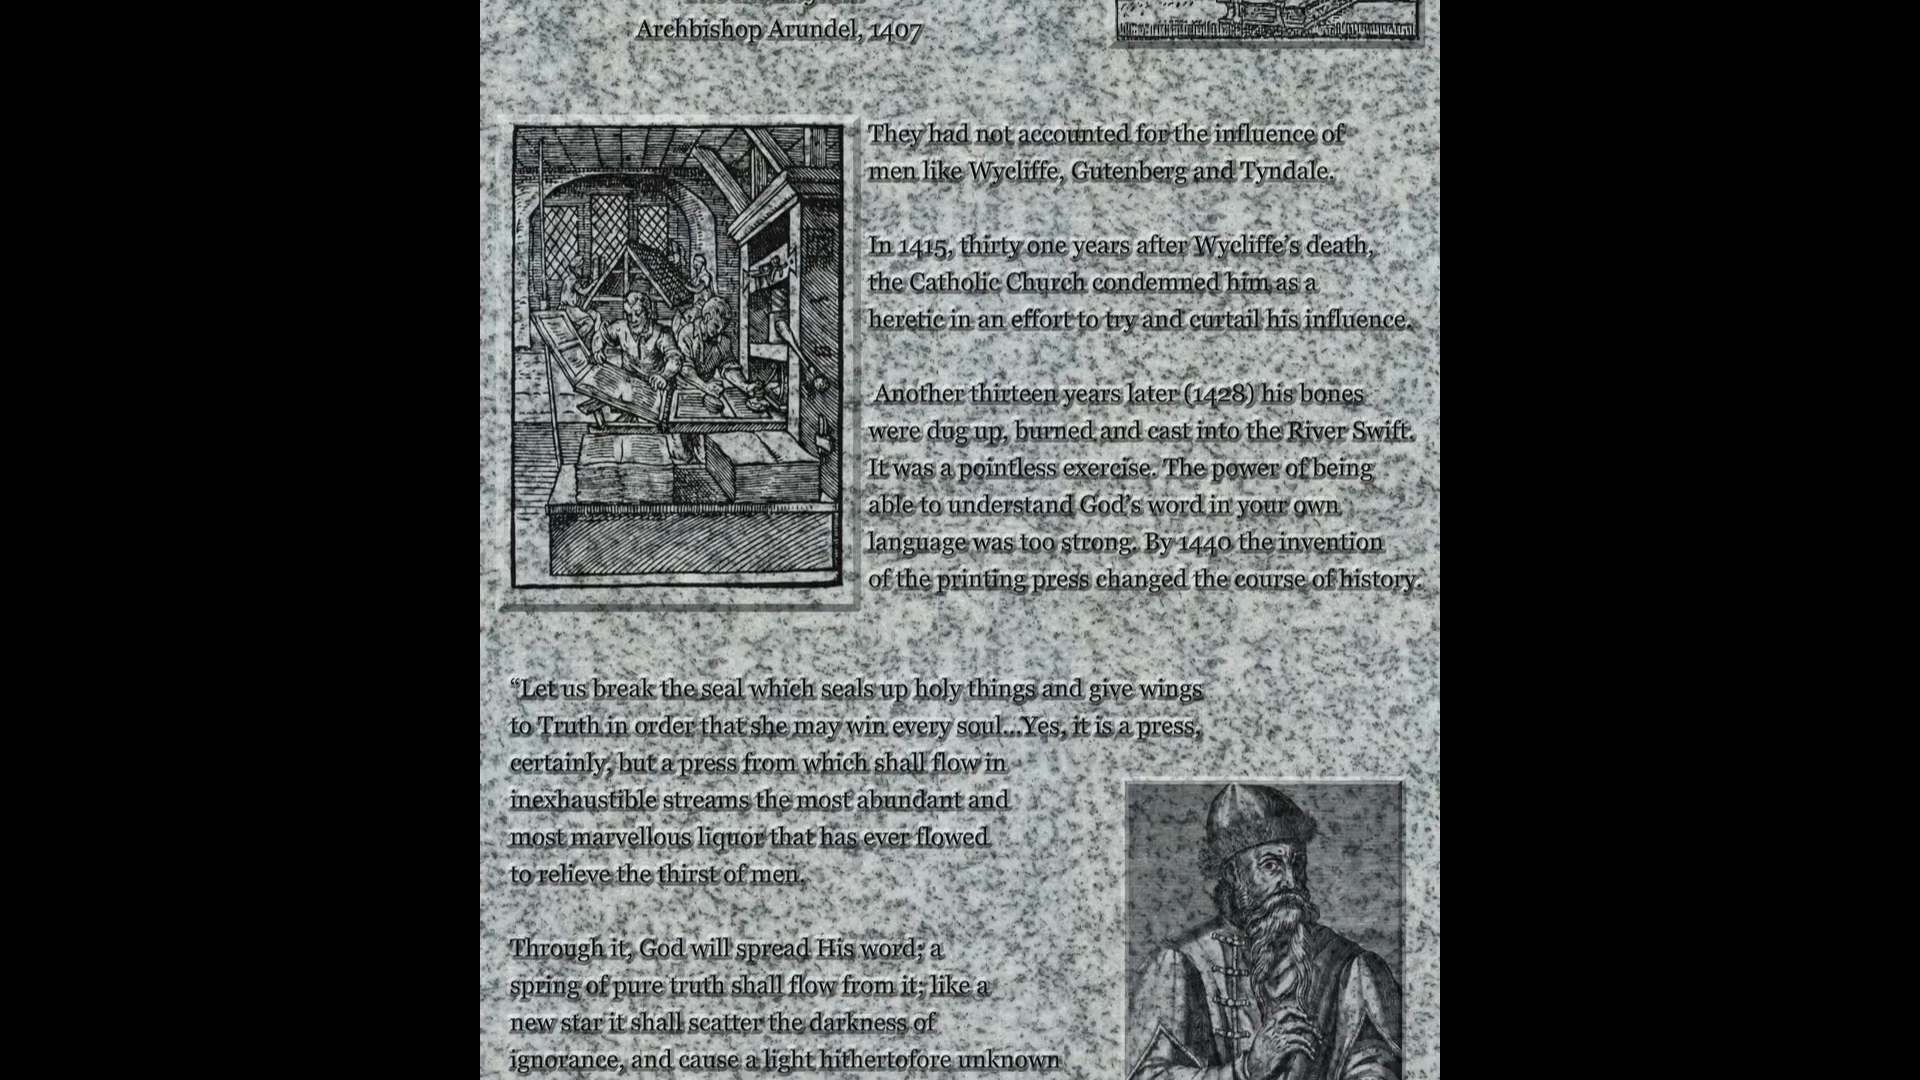 Archbishop Arundel, 1407
They had not accounted for the influence of
men like Wycliffe, Gutenberg and Tyndale.
In 1415, thirty one years after Wycliffe's death,
the Catholic Church condemned him as a
heretic in an effort to try and curtail his influence.
Another thirteen years later (1428) his bones
were dug up, burned and cast into the River Swift.
It was a pointless exercise. The power of being
able to understand God's word in your own
language was too strong. By 1440 the invention
of the printing press changed the course of history.
“Let us break the seal which seals up holy things and give wings
to Truth in order that she may win every soul...Yes, it is a press,
certainly, but a press from which shall flow in
inexhaustible streams the most abundant and
most marvellous liquor that has ever flowed
to relieve the thirst of men.
Through it, God will spread His word; a
spring of pure truth shall flow from it; like a
new star it shall scatter the darkness of
ignorance, and cause a light hithertofore unknown